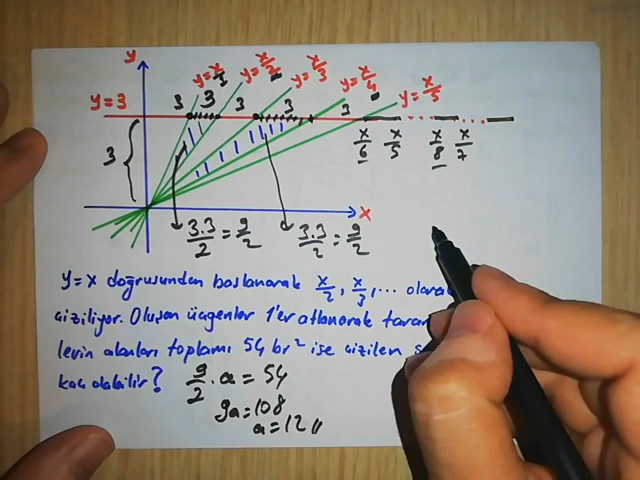 y
y=x/1 y=x/2 y=x/3 y=x/4 y=x/5
y=3 3 3 3 3 3
3 x/6 x/5 x/8 x/7
x
3.3/2 = 9/2 3.3/2 = 9/2
y=x doğrusundan başlanarak x/2, x/3, ... olarak
çiziliyor. Oluşan üçgenler 1'er atlanarak
lerin alanları toplamı 54 br² ise çizilen
kaç olabilir?
9/2 . a = 54
9a=108
a=12